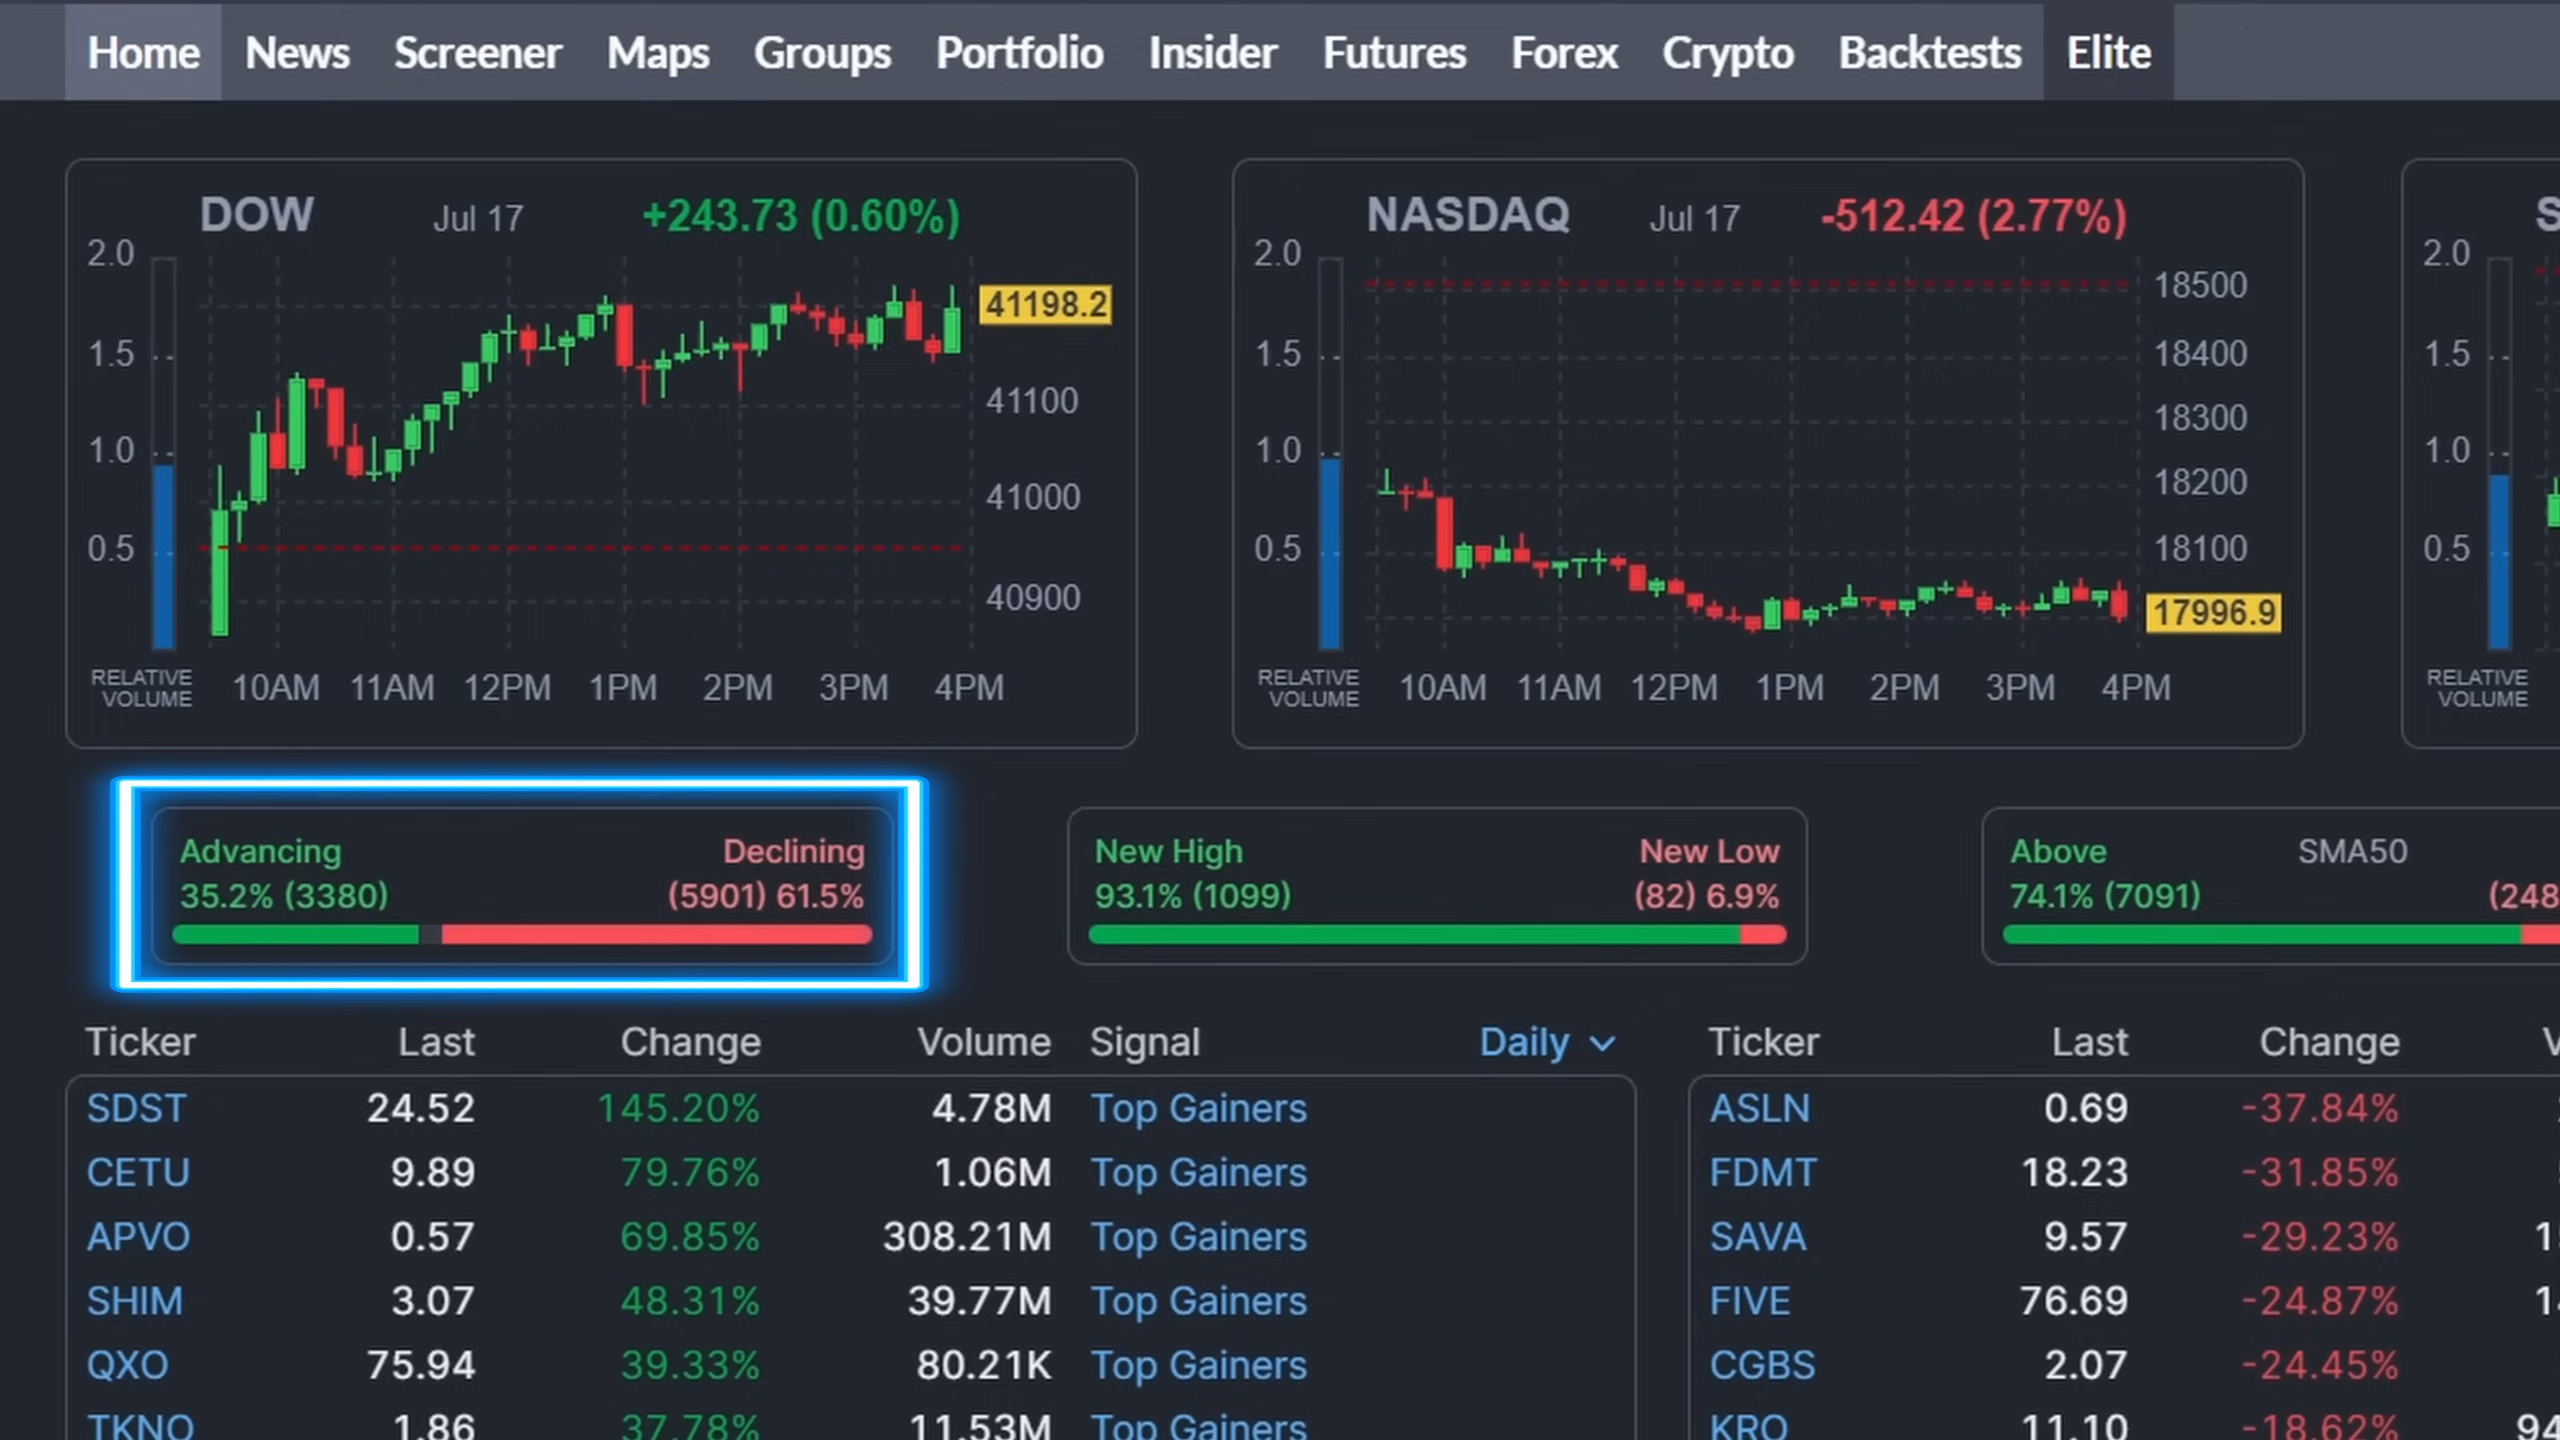 Home News Screener Maps Groups Portfolio Insider Futures Forex Crypto Backtests Elite
DOW Jul 17 +243.73 (0.60%)
2.0
1.5
1.0
0.5
41198.2
41100
41000
40900
RELATIVE
VOLUME
10AM 11AM 12PM 1PM 2PM 3PM 4PM
NASDAQ Jul 17 -512.42 (2.77%)
2.0
1.5
1.0
0.5
18500
18400
18300
18200
18100
17996.9
RELATIVE
VOLUME
10AM 11AM 12PM 1PM 2PM 3PM 4PM
S
2.0
1.5
1.0
0.5
RELATIVE
VOLUME
Advancing Declining
35.2% (3380) (5901) 61.5%
New High New Low
93.1% (1099) (82) 6.9%
Above SMA50
74.1% (7091) (248
Ticker Last Change Volume Signal Daily
SDST 24.52 145.20% 4.78M Top Gainers
CETU 9.89 79.76% 1.06M Top Gainers
APVO 0.57 69.85% 308.21M Top Gainers
SHIM 3.07 48.31% 39.77M Top Gainers
QXO 75.94 39.33% 80.21K Top Gainers
TKNO 1.86 37.78% 11.53M Top Gainers
Ticker Last Change
ASLN 0.69 -37.84%
FDMT 18.23 -31.85%
SAVA 9.57 -29.23%
FIVE 76.69 -24.87%
CGBS 2.07 -24.45%
KRO 11.10 -18.62% 94